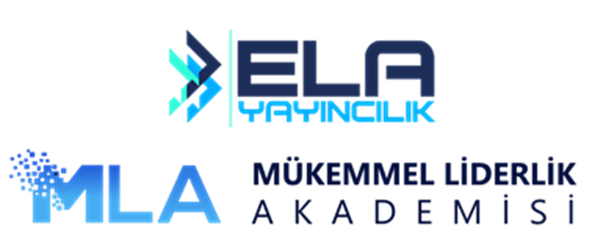 ELA
YAYINCILIK
MLA
MÜKEMMEL LİDERLİK
AKADEMİSİ